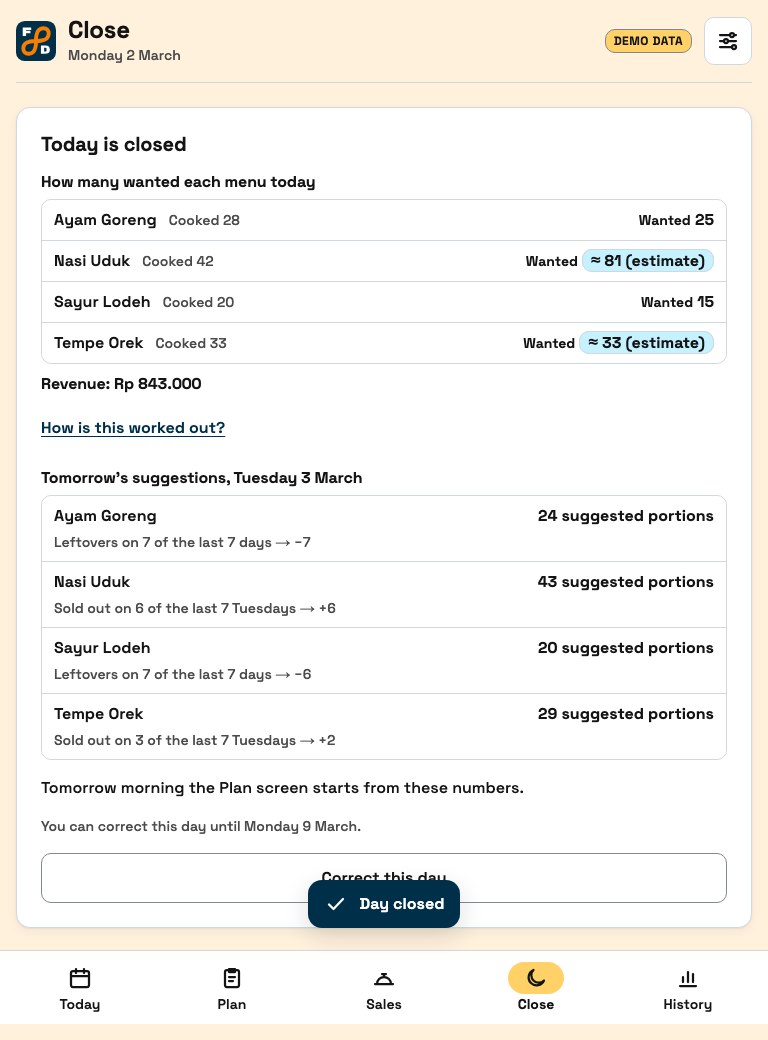 F D
Close
Monday 2 March
DEMO DATA
Today is closed
How many wanted each menu today
Ayam Goreng Cooked 28 Wanted 25
Nasi Uduk Cooked 42 Wanted ≈ 81 (estimate)
Sayur Lodeh Cooked 20 Wanted 15
Tempe Orek Cooked 33 Wanted ≈ 33 (estimate)
Revenue: Rp 843.000
How is this worked out?
Tomorrow's suggestions, Tuesday 3 March
Ayam Goreng 24 suggested portions
Leftovers on 7 of the last 7 days → −7
Nasi Uduk 43 suggested portions
Sold out on 6 of the last 7 Tuesdays → +6
Sayur Lodeh 20 suggested portions
Leftovers on 7 of the last 7 days → −6
Tempe Orek 29 suggested portions
Sold out on 3 of the last 7 Tuesdays → +2
Tomorrow morning the Plan screen starts from these numbers.
You can correct this day until Monday 9 March.
Correct this day
Day closed
Today Plan Sales Close History